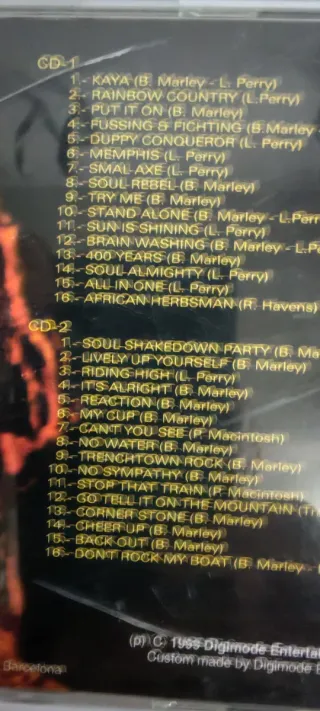 CD-1
1.- KAYA (B. Marley - L. Perry)
2.- RAINBOW COUNTRY (L.Perry)
3.- PUT IT ON (B. Marley)
4.- FUSSING & FICHTING (B.Marley -
5.- DUPPY CONQUEROR (L. Perry)
6.- MEMPHIS (L. Perry)
7.- SMAL AXE (L. Perry)
8.- SOUL REBEL (B. Marley)
9.- TRY ME (B. Marley)
10.- STAND ALONE (B. Marley - L.Perr
11.- SUN IS SHINING (L. Perry)
12.- BRAIN WASHING (B. Marley - L.Pe
13.- 400 YEARS (B. Marley)
14.- SOUL ALMIGHTY (L. Perry)
15.- ALL IN ONE (L. Perry)
16.- AFRICAN HERBSMAN (R. Havens)
CD-2
1.- SOUL SHAKEDOWN PARTY (B. Ma
2.- LIVELY UP YOURSELF (B. Marley)
3.- RIDING HIGH (L. Perry)
4.- IT'S ALRIGHT (B. Marley)
5.- REACTION (B. Marley)
6.- MY CUP (B. Marley)
7.- CANT YOU SEE (P. Macintosh)
8.- NO WATER (B. Marley)
9.- TRENCHTOWN ROCK (B. Marley)
10.- NO SYMPATHY (B. Marley)
11.- STOP THAT TRAIN (P. Macintosh)
12.- GO TELL IT ON THE MOUNTAIN (Tr
13.- CORNER STONE (B. Marley)
14.- CHEER UP (B. Marley)
15.- BACK OUT (B. Marley)
16.- DON'T ROCK MY BOAT (B. Marley -
(p) C. 1999 Digimode Enterta
Custom made by Digimode E
Barcelona